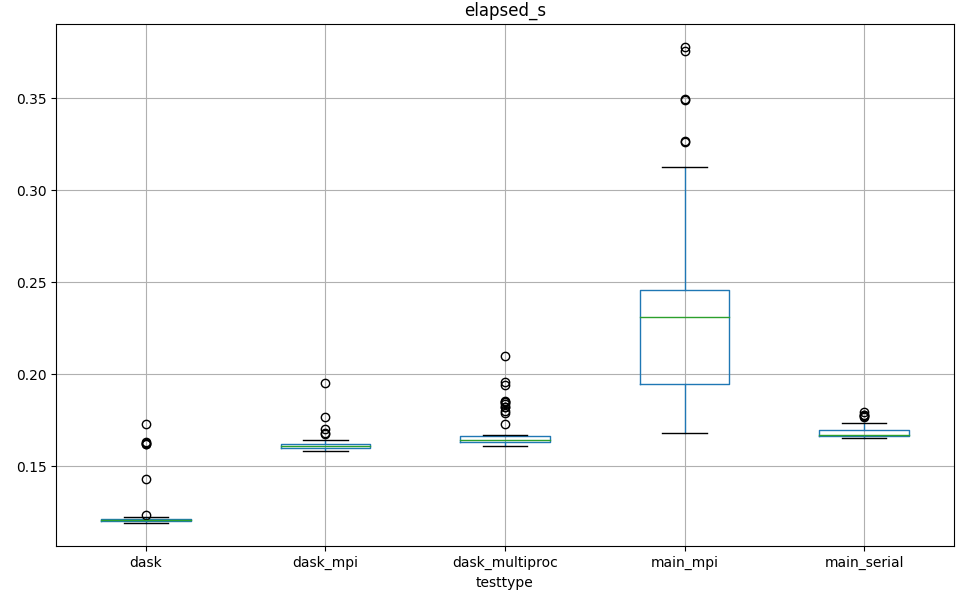 elapsed_s
0.35
0.30
0.25
0.20
0.15
dask
dask_mpi
dask_multiproc
main_mpi
main_serial
testtype